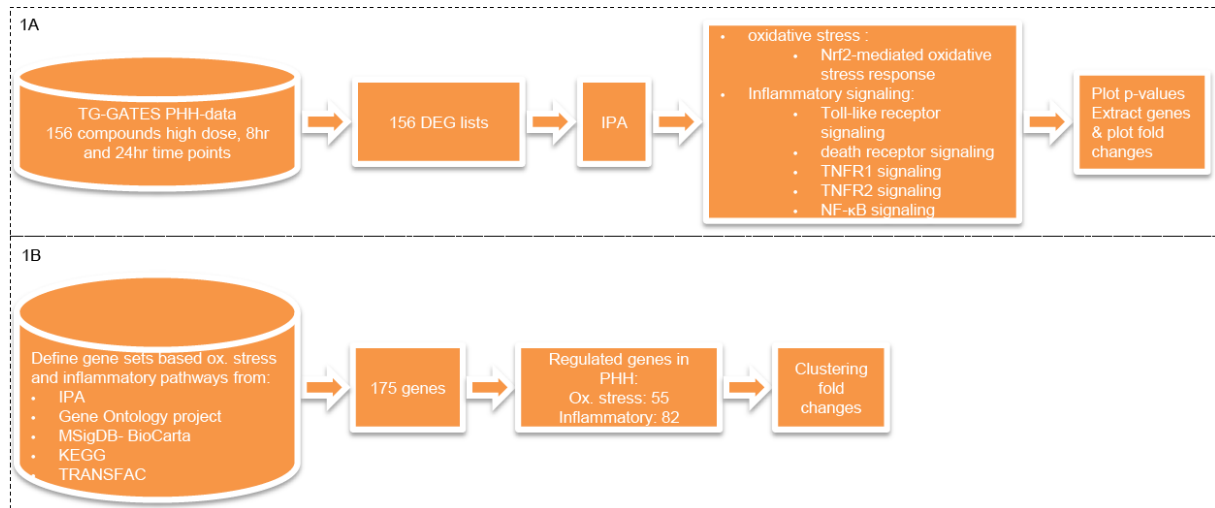 1A
TG-GATES PHH-data
156 compounds high dose, 8hr
and 24hr time points
156 DEG lists
IPA
• oxidative stress :
• Nrf2-mediated oxidative
stress response
• Inflammatory signaling:
• Toll-like receptor
signaling
• death receptor signaling
• TNFR1 signaling
• TNFR2 signaling
• NF-κB signaling
Plot p-values
Extract genes
& plot fold
changes
1B
Define gene sets based ox. stress
and inflammatory pathways from:
• IPA
• Gene Ontology project
• MSigDB- BioCarta
• KEGG
• TRANSFAC
175 genes
Regulated genes in
PHH:
Ox. stress: 55
Inflammatory: 82
Clustering
fold
changes